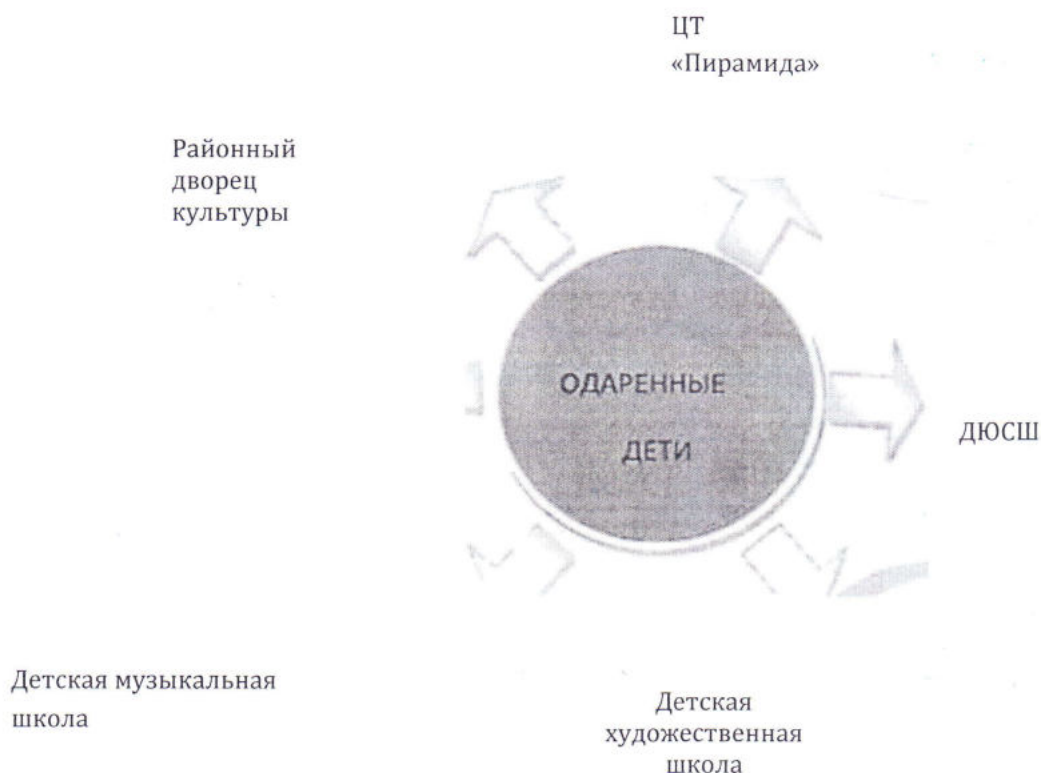 ЦТ
«Пирамида»
Районный
дворец
культуры
ОДАРЕННЫЕ
ДЕТИ
ДЮСШ
Детская музыкальная
школа
Детская
художественная
школа